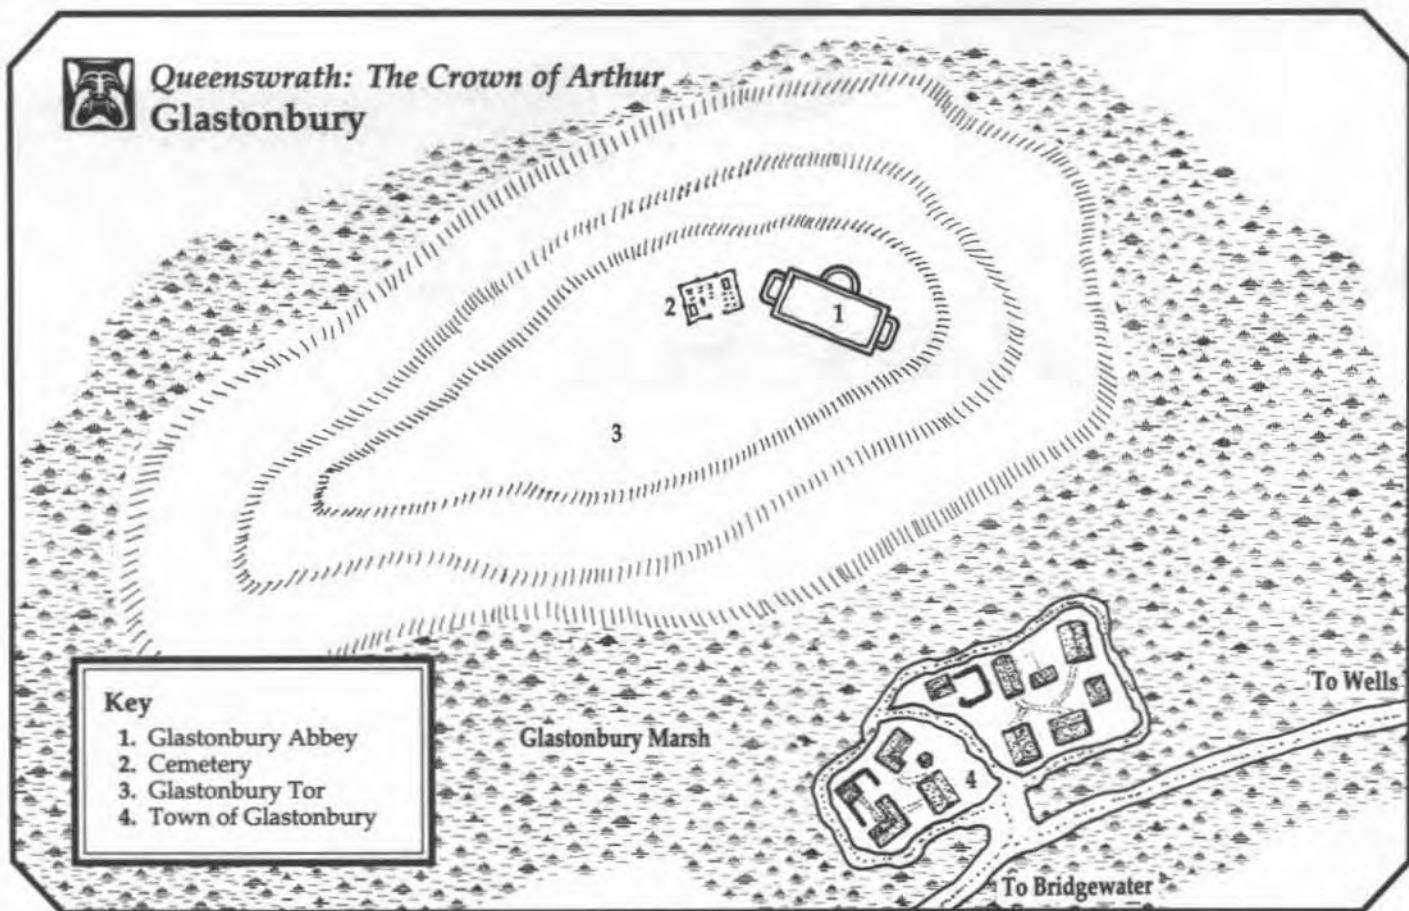 Queenswrath: The Crown of Arthur
Glastonbury
2
1
3
To Wells
Key
1. Glastonbury Abbey
2. Cemetery
3. Glastonbury Tor
4. Town of Glastonbury
Glastonbury Marsh
4
To Bridgewater